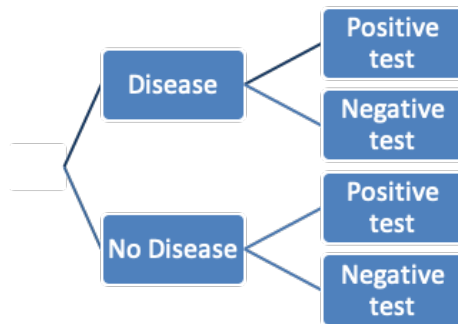 Disease
Positive
test
Negative
test
No Disease
Positive
test
Negative
test